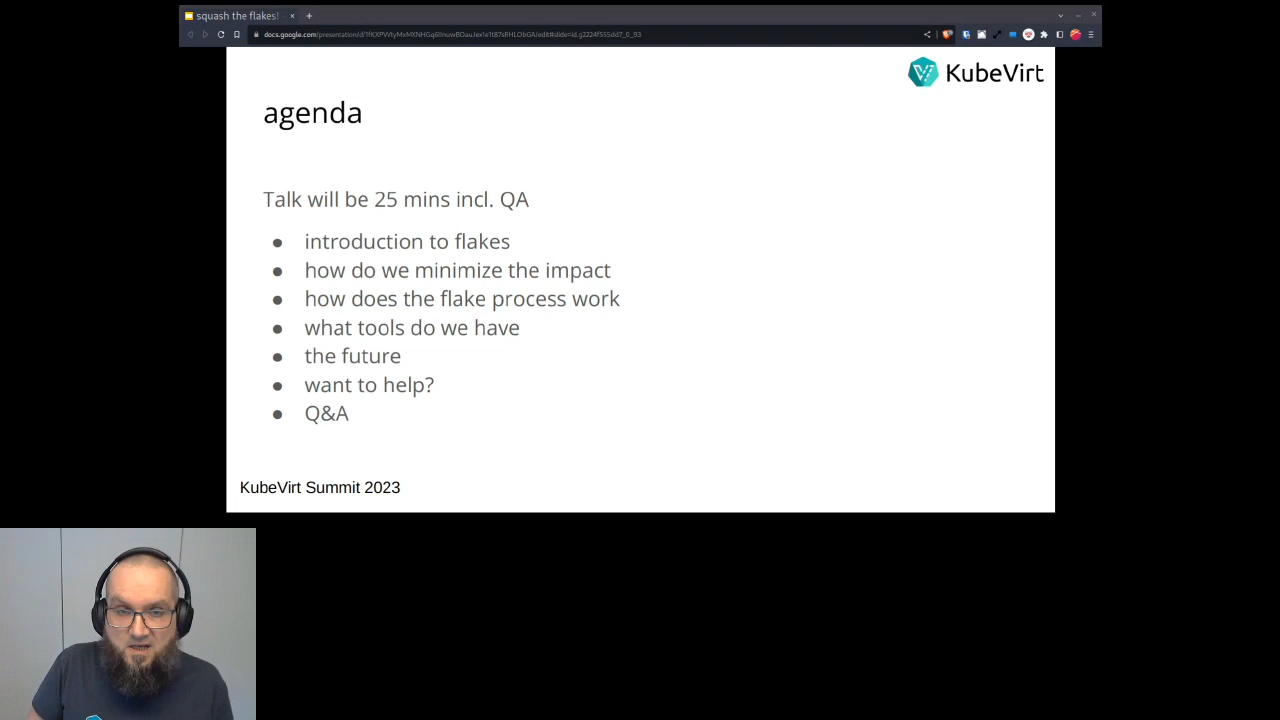 squash the flakes!
KubeVirt
agenda
Talk will be 25 mins incl. QA
● introduction to flakes
● how do we minimize the impact
● how does the flake process work
● what tools do we have
● the future
● want to help?
● Q&A
KubeVirt Summit 2023